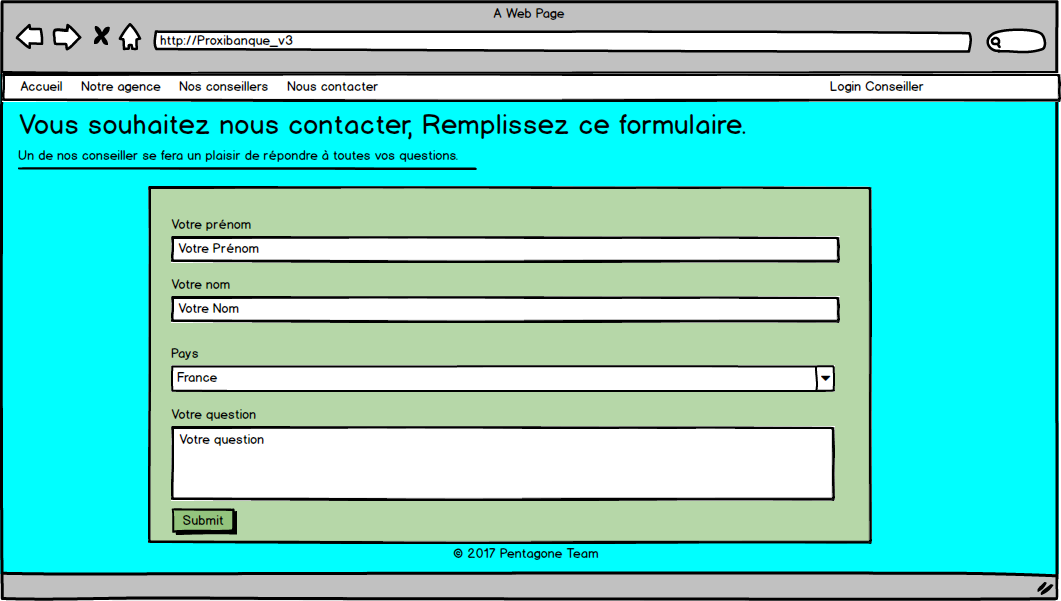 A Web Page
http://Proxibanque_v3
Accueil Notre agence Nos conseillers Nous contacter Login Conseiller
Vous souhaitez nous contacter, Remplissez ce formulaire.
Un de nos conseiller se fera un plaisir de répondre à toutes vos questions.
Votre prénom
Votre Prénom
Votre nom
Votre Nom
Pays
France
Votre question
Votre question
Submit
© 2017 Pentagone Team